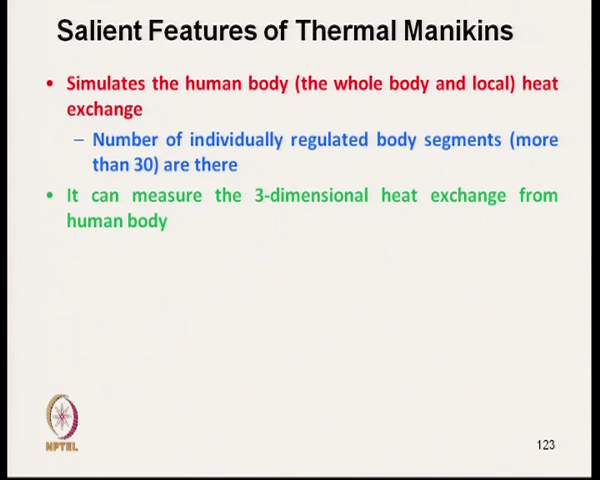 Salient Features of Thermal Manikins
• Simulates the human body (the whole body and local) heat
exchange
– Number of individually regulated body segments (more
than 30) are there
• It can measure the 3-dimensional heat exchange from
human body
NPTEL
123